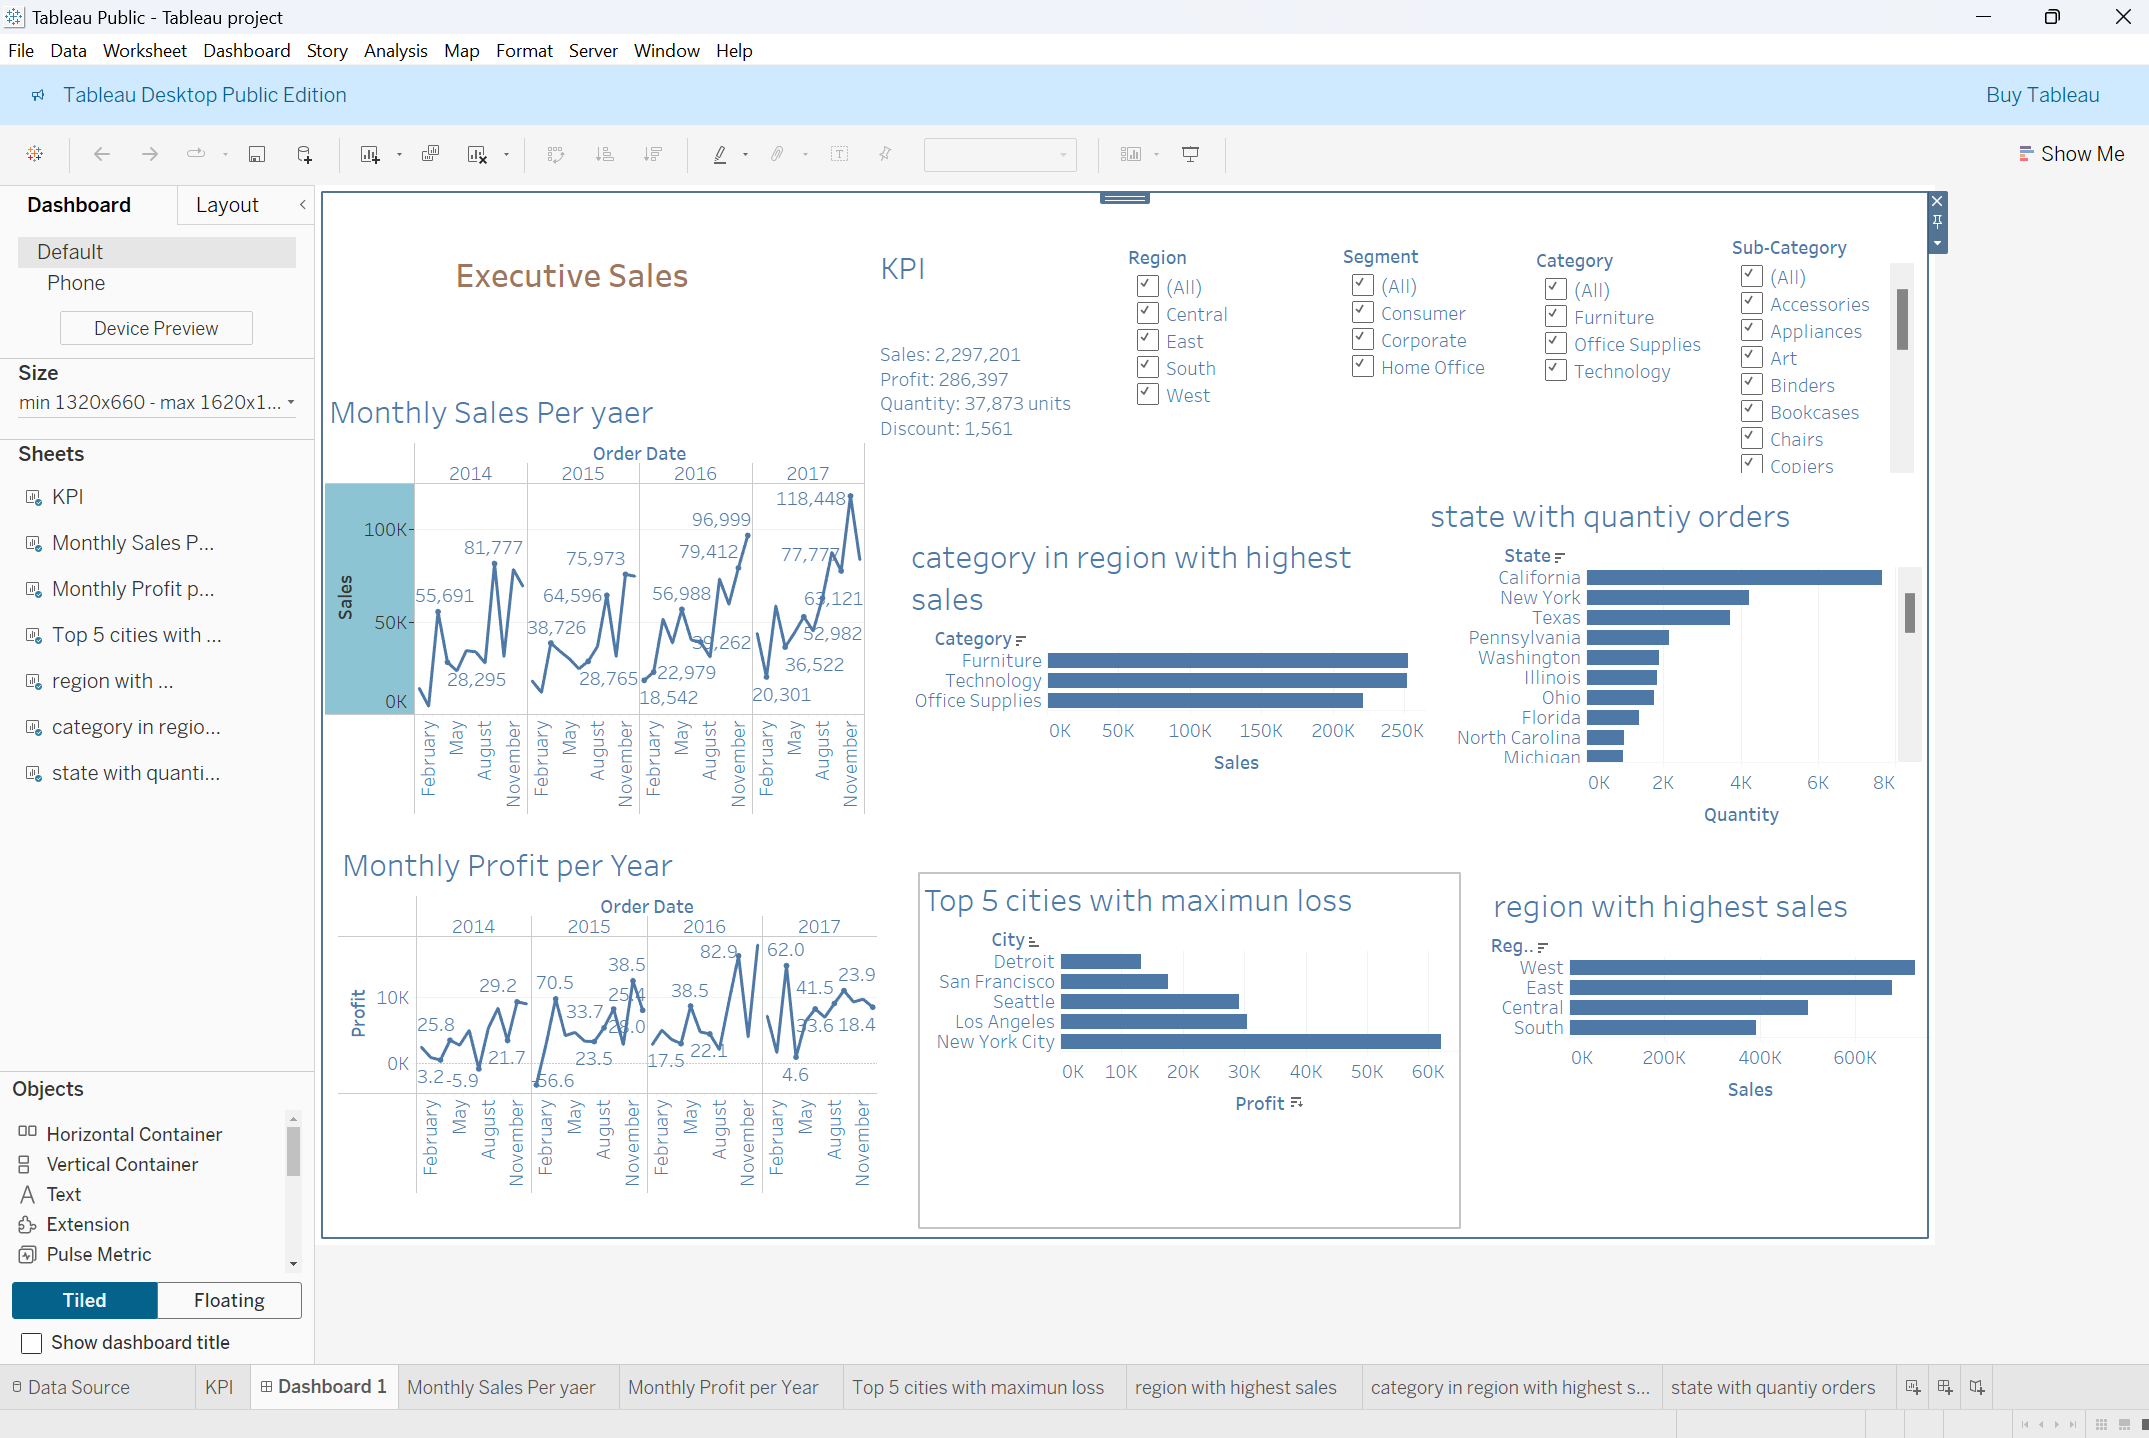 Tableau Public - Tableau project
File Data Worksheet Dashboard Story Analysis Map Format Server Window Help
Tableau Desktop Public Edition
Buy Tableau
Show Me
Dashboard
Layout
Default
Phone
Device Preview
Size
min 1320x660 - max 1620x1...
Sheets
KPI
Monthly Sales P...
Monthly Profit p...
Top 5 cities with ...
region with ...
category in regio...
state with quanti...
Objects
Horizontal Container
Vertical Container
Text
Extension
Pulse Metric
Tiled
Floating
Show dashboard title
Executive Sales
KPI
Sales: 2,297,201
Profit: 286,397
Quantity: 37,873 units
Discount: 1,561
Region
(All)
Central
East
South
West
Segment
(All)
Consumer
Corporate
Home Office
Category
(All)
Furniture
Office Supplies
Technology
Sub-Category
(All)
Accessories
Appliances
Art
Binders
Bookcases
Chairs
Copiers
Monthly Sales Per yaer
Order Date
2014 2015 2016 2017
Sales
100K
50K
0K
55,691
81,777
28,295
38,726
64,596
75,973
28,765
18,542
22,979
56,988
79,412
96,999
39,262
20,301
36,522
52,982
63,121
77,777
118,448
February May August November February May August November February May August November February May August November
category in region with highest
sales
Category
Furniture
Technology
Office Supplies
0K 50K 100K 150K 200K 250K
Sales
state with quantiy orders
State
California
New York
Texas
Pennsylvania
Washington
Illinois
Ohio
Florida
North Carolina
Michigan
0K 2K 4K 6K 8K
Quantity
Monthly Profit per Year
Order Date
2014 2015 2016 2017
Profit
10K
0K
25.8
3.2
-5.9
29.2
21.7
-56.6
70.5
33.7
23.5
38.5
25.4
28.0
17.5
38.5
22.1
82.9
62.0
4.6
41.5
33.6
23.9
18.4
February May August November February May August November February May August November February May August November
Top 5 cities with maximun loss
City
Detroit
San Francisco
Seattle
Los Angeles
New York City
0K 10K 20K 30K 40K 50K 60K
Profit
region with highest sales
Reg..
West
East
Central
South
0K 200K 400K 600K
Sales
Data Source
KPI
Dashboard 1
Monthly Sales Per yaer
Monthly Profit per Year
Top 5 cities with maximun loss
region with highest sales
category in region with highest s...
state with quantiy orders